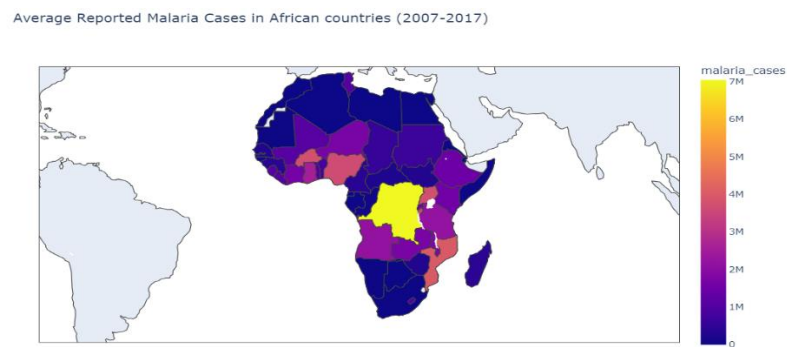 Average Reported Malaria Cases in African countries (2007-2017)
malaria_cases
7M
6M
5M
4M
3M
2M
1M
0